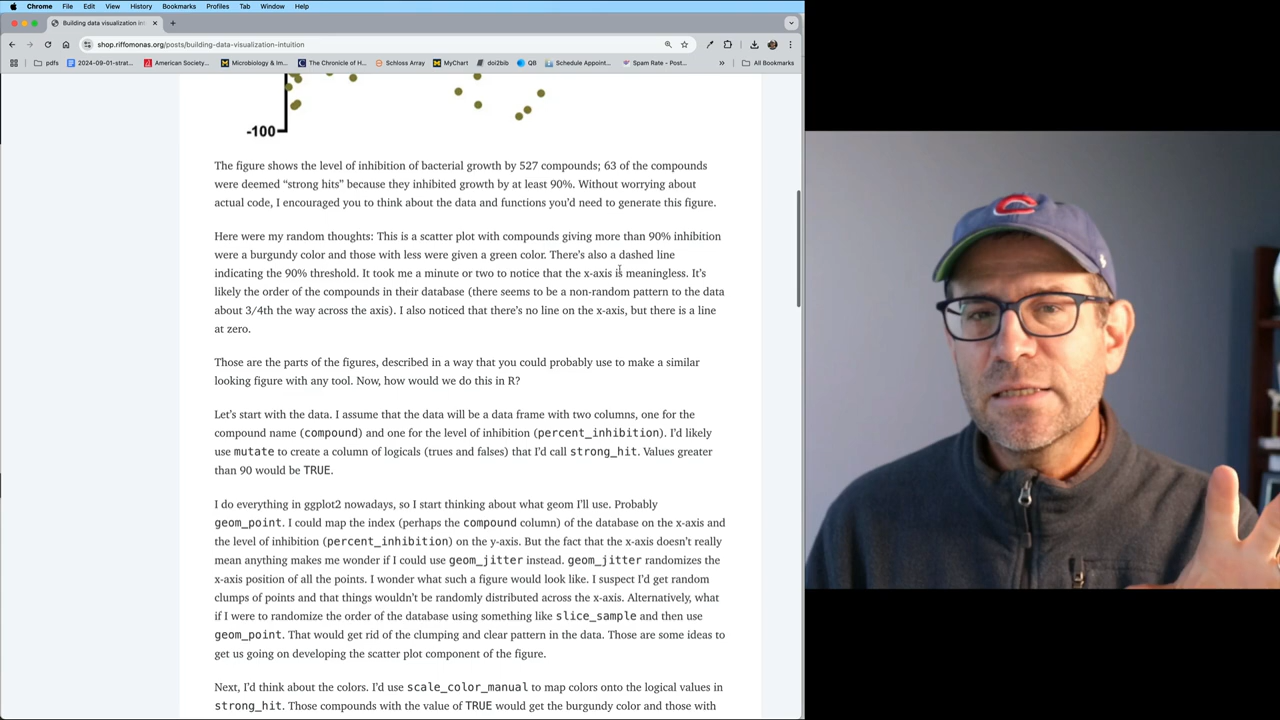 Chrome File Edit View History Bookmarks Profiles Tab Window Help
Building data visualization int
shop.riffomonas.org/posts/building-data-visualization-intuition
pdfs 2024-09-01-strat... American Society... Microbiology & Im... The Chronicle of H... Schloss Array MyChart doi2bib QB Schedule Appoint... Spam Rate - Post... » All Bookmarks
-100
The figure shows the level of inhibition of bacterial growth by 527 compounds; 63 of the compounds
were deemed “strong hits” because they inhibited growth by at least 90%. Without worrying about
actual code, I encouraged you to think about the data and functions you’d need to generate this figure.
Here were my random thoughts: This is a scatter plot with compounds giving more than 90% inhibition
were a burgundy color and those with less were given a green color. There’s also a dashed line
indicating the 90% threshold. It took me a minute or two to notice that the x-axis is meaningless. It’s
likely the order of the compounds in their database (there seems to be a non-random pattern to the data
about 3/4th the way across the axis). I also noticed that there’s no line on the x-axis, but there is a line
at zero.
Those are the parts of the figures, described in a way that you could probably use to make a similar
looking figure with any tool. Now, how would we do this in R?
Let’s start with the data. I assume that the data will be a data frame with two columns, one for the
compound name (compound) and one for the level of inhibition (percent_inhibition). I’d likely
use mutate to create a column of logicals (trues and falses) that I’d call strong_hit. Values greater
than 90 would be TRUE.
I do everything in ggplot2 nowadays, so I start thinking about what geom I’ll use. Probably
geom_point. I could map the index (perhaps the compound column) of the database on the x-axis and
the level of inhibition (percent_inhibition) on the y-axis. But the fact that the x-axis doesn’t really
mean anything makes me wonder if I could use geom_jitter instead. geom_jitter randomizes the
x-axis position of all the points. I wonder what such a figure would look like. I suspect I’d get random
clumps of points and that things wouldn’t be randomly distributed across the x-axis. Alternatively, what
if I were to randomize the order of the database using something like slice_sample and then use
geom_point. That would get rid of the clumping and clear pattern in the data. Those are some ideas to
get us going on developing the scatter plot component of the figure.
Next, I’d think about the colors. I’d use scale_color_manual to map colors onto the logical values in
strong_hit. Those compounds with the value of TRUE would get the burgundy color and those with